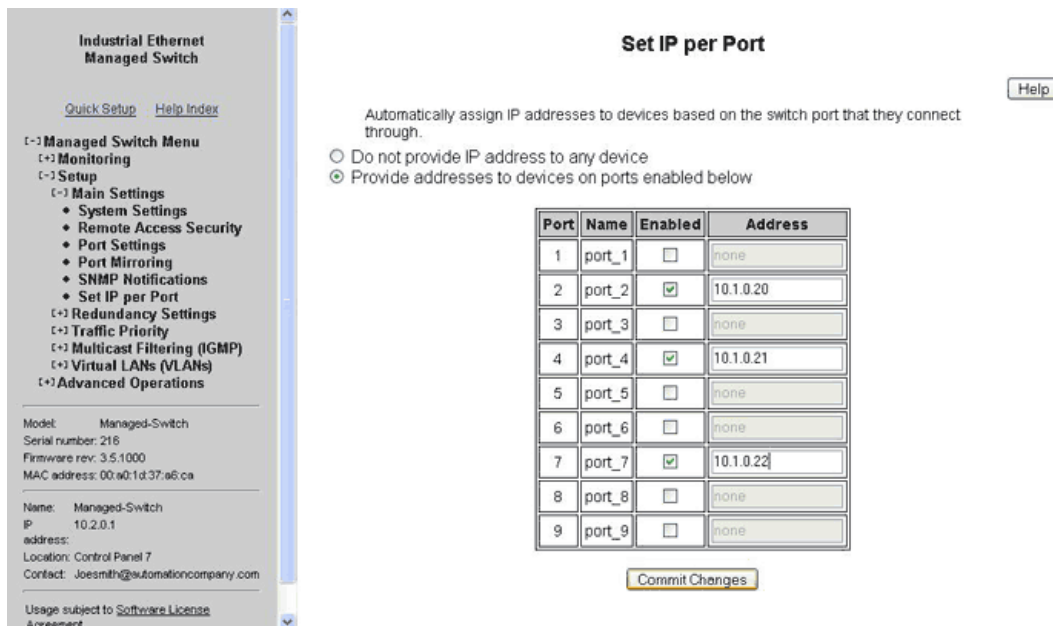 Industrial Ethernet
Managed Switch
Quick Setup Help Index
[-] Managed Switch Menu
[+] Monitoring
[-] Setup
[-] Main Settings
◆ System Settings
◆ Remote Access Security
◆ Port Settings
◆ Port Mirroring
◆ SNMP Notifications
◆ Set IP per Port
[+] Redundancy Settings
[+] Traffic Priority
[+] Multicast Filtering (IGMP)
[+] Virtual LANs (VLANs)
[+] Advanced Operations
Model: Managed-Switch
Serial number: 216
Firmware rev: 3.5.1000
MAC address: 00:a0:1d:37:a6:ca
Name: Managed-Switch
IP address: 10.2.0.1
Location: Control Panel 7
Contact: Joesmith@automationcompany.com
Usage subject to Software License
Agreement
Set IP per Port
Help
Automatically assign IP addresses to devices based on the switch port that they connect
through.
Do not provide IP address to any device
Provide addresses to devices on ports enabled below
Port Name Enabled Address
1 port_1 none
2 port_2 10.1.0.20
3 port_3 none
4 port_4 10.1.0.21
5 port_5 none
6 port_6 none
7 port_7 10.1.0.22
8 port_8 none
9 port_9 none
Commit Changes